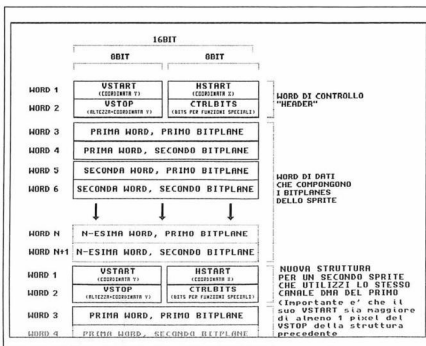 16BIT
8BIT 8BIT
WORD 1 VSTART HSTART
(COORDINATA Y) (COORDINATA X)
WORD 2 VSTOP CTRLBITS
(ALTEZZA+COORDINATA Y) (BITS PER FUNZIONI SPECIALI)
WORD DI CONTROLLO
"HEADER"
WORD 3 PRIMA WORD, PRIMO BITPLANE
WORD 4 PRIMA WORD, SECONDO BITPLANE
WORD 5 SECONDA WORD, PRIMO BITPLANE
WORD 6 SECONDA WORD, SECONDO BITPLANE
WORD DI DATI
CHE COMPONGONO
I BITPLANES
DELLO SPRITE
WORD N N-ESIMA WORD, PRIMO BITPLANE
WORD N+1 N-ESIMA WORD, SECONDO BITPLANE
WORD 1 VSTART HSTART
(COORDINATA Y) (COORDINATA X)
WORD 2 VSTOP CTRLBITS
(ALTEZZA+COORDINATA Y) (BITS PER FUNZIONI SPECIALI)
WORD 3 PRIMA WORD, PRIMO BITPLANE
WORD 4 PRIMA WORD, SECONDO BITPLANE
NUOVA STRUTTURA
PER UN SECONDO SPRITE
CHE UTILIZZI LO STESSO
CANALE DMA DEL PRIMO
(Importante e' che il
suo VSTART sia maggiore
di almeno 1 pixel del
VSTOP della struttura
precedente